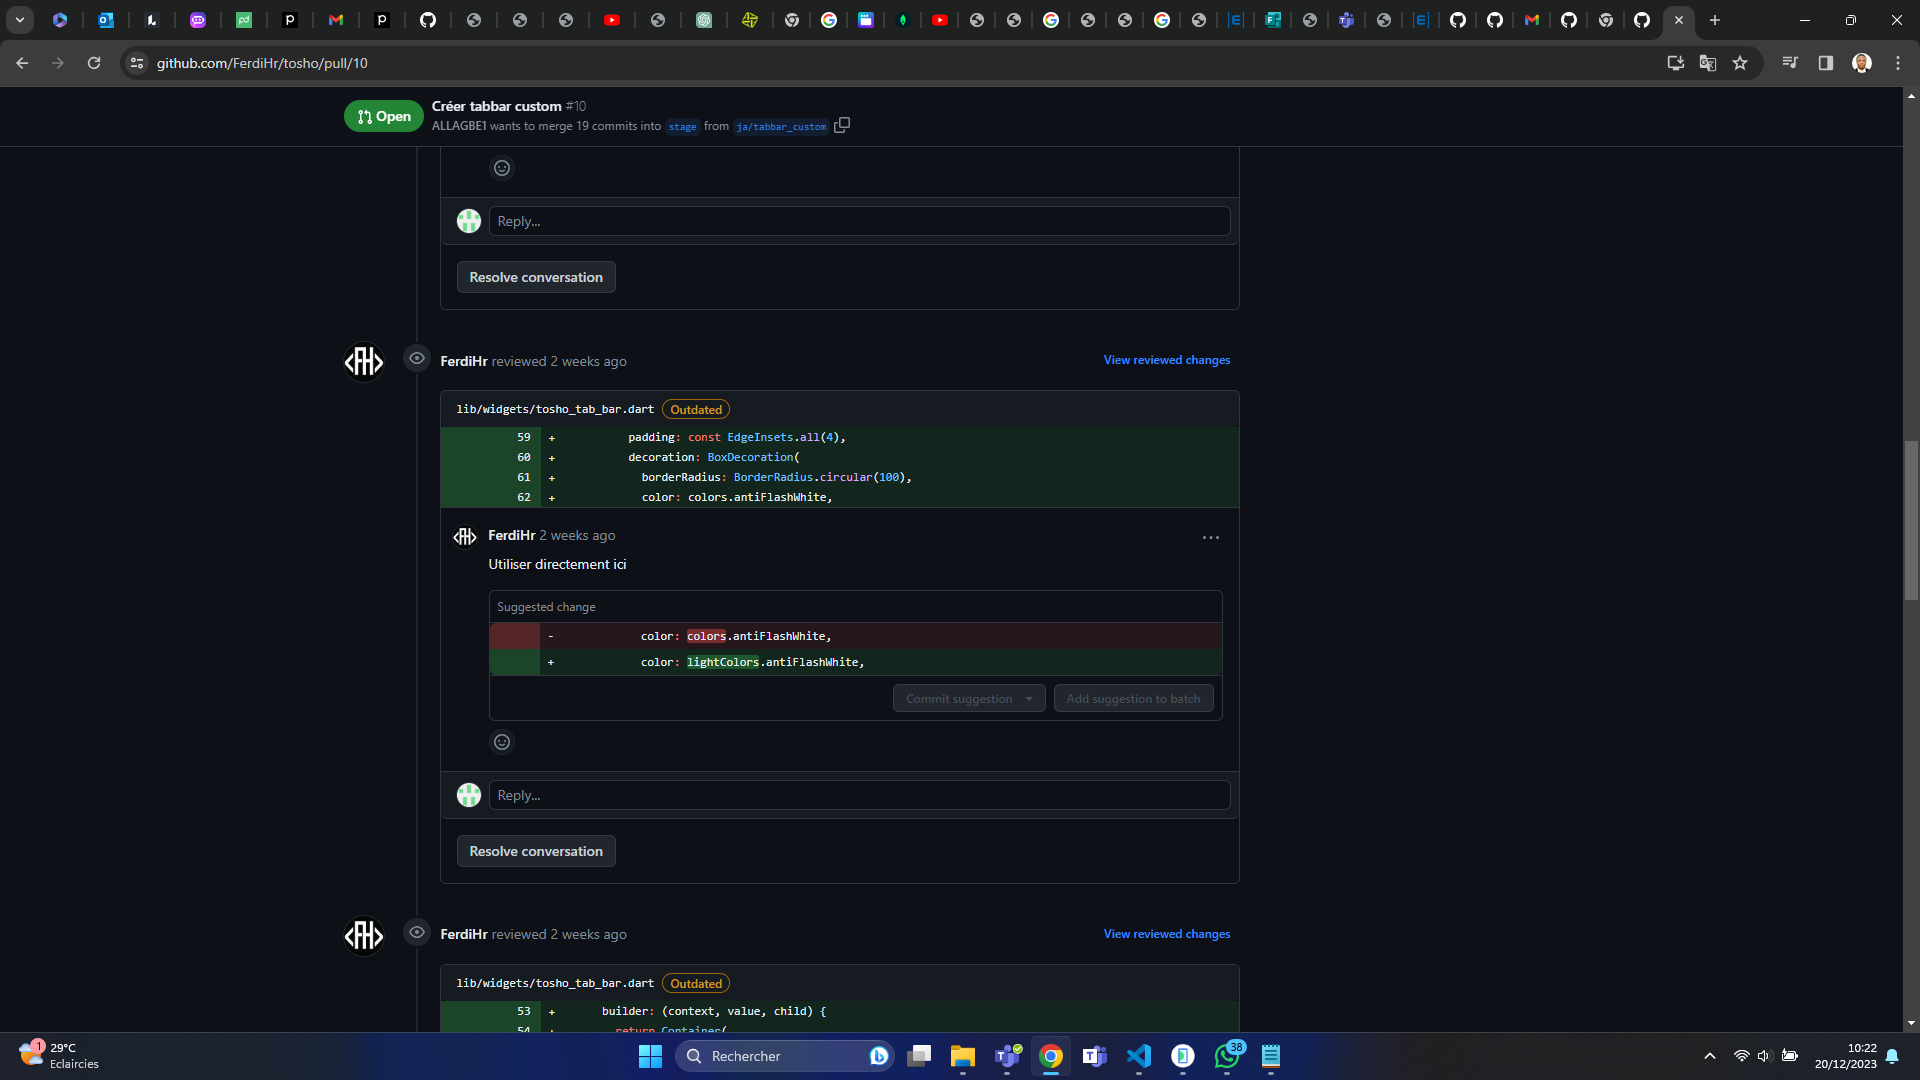 github.com/FerdiHr/tosho/pull/10
Open
Créer tabbar custom #10
ALLAGBE1 wants to merge 19 commits into stage from ja/tabbar_custom
Reply...
Resolve conversation
FerdiHr reviewed 2 weeks ago
View reviewed changes
lib/widgets/tosho_tab_bar.dart Outdated
59 + padding: const EdgeInsets.all(4),
60 + decoration: BoxDecoration(
61 + borderRadius: BorderRadius.circular(100),
62 + color: colors.antiFlashWhite,
FerdiHr 2 weeks ago
Utiliser directement ici
Suggested change
- color: colors.antiFlashWhite,
+ color: lightColors.antiFlashWhite,
Commit suggestion
Add suggestion to batch
Reply...
Resolve conversation
FerdiHr reviewed 2 weeks ago
View reviewed changes
lib/widgets/tosho_tab_bar.dart Outdated
53 + builder: (context, value, child) {
54 + return Container(
1
29°C
Eclaircies
Rechercher
38
10:22
20/12/2023